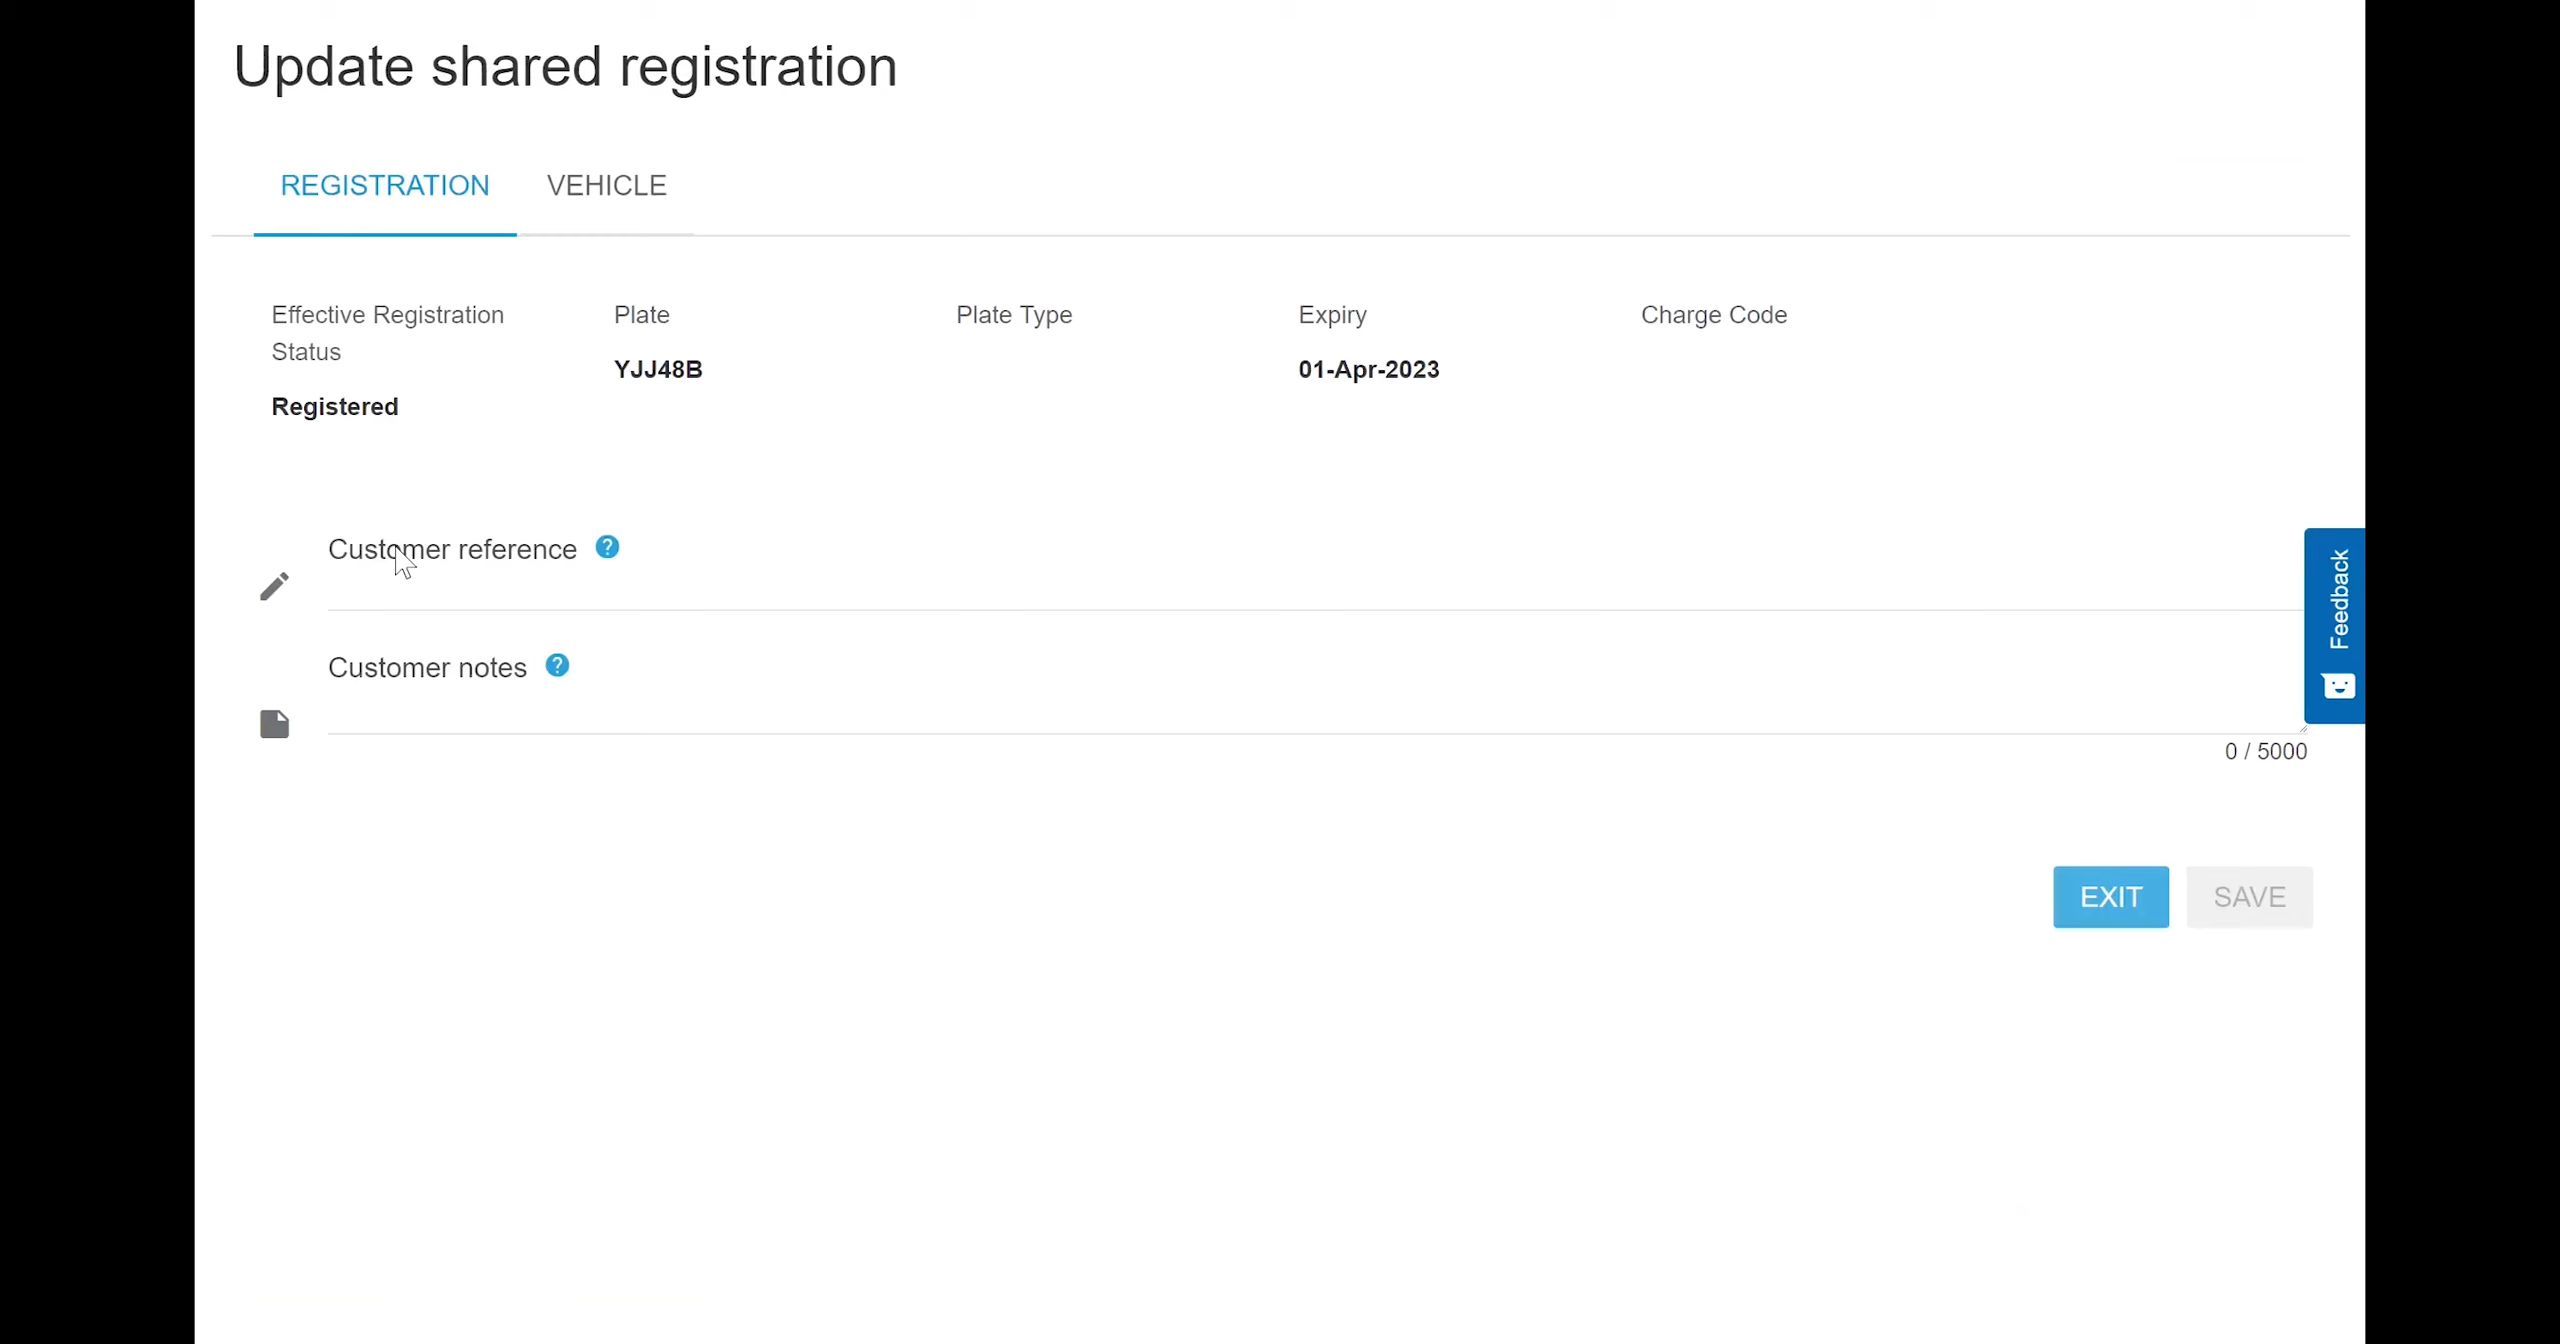 Update shared registration
REGISTRATION VEHICLE
Effective Registration Status
Registered
Plate
YJJ48B
Plate Type
Expiry
01-Apr-2023
Charge Code
Customer reference ?
Customer notes ?
0 / 5000
Feedback
EXIT SAVE